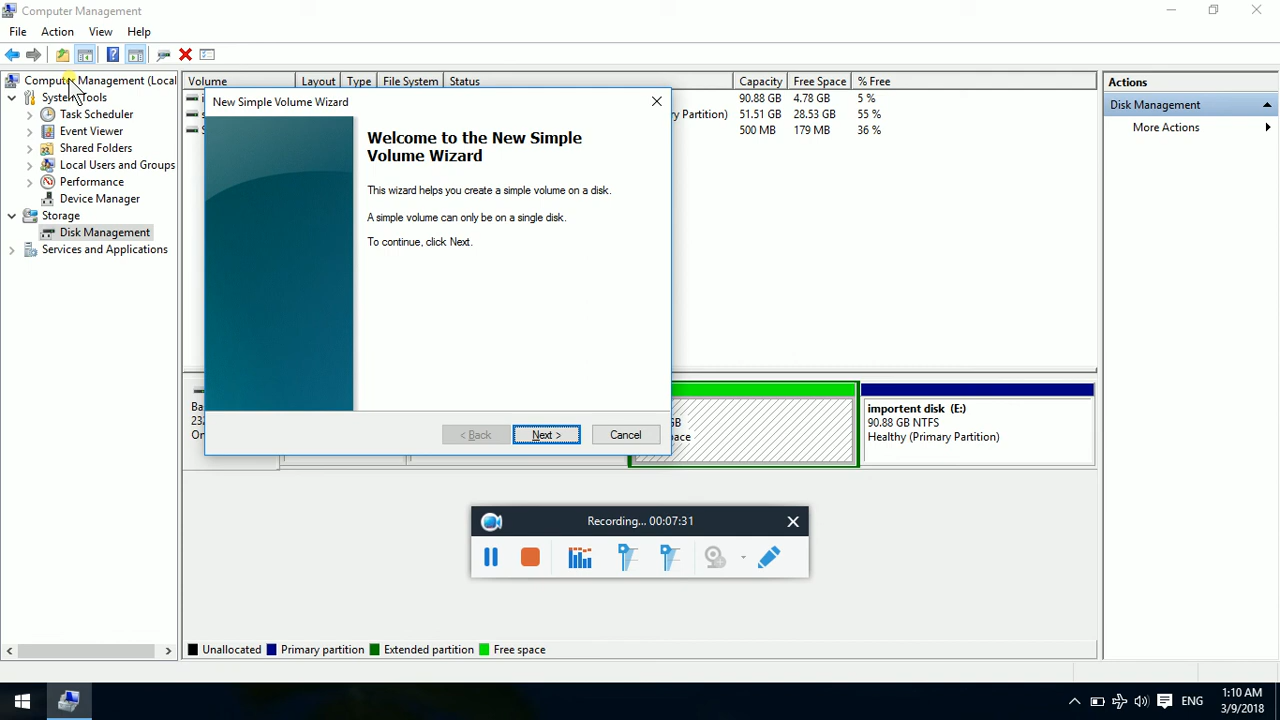 Computer Management
File Action View Help
Computer Management (Local
System Tools
Task Scheduler
Event Viewer
Shared Folders
Local Users and Groups
Performance
Device Manager
Storage
Disk Management
Services and Applications
Volume Layout Type File System Status Capacity Free Space % Free
90.88 GB 4.78 GB 5 %
ry Partition) 51.51 GB 28.53 GB 55 %
500 MB 179 MB 36 %
New Simple Volume Wizard
Welcome to the New Simple
Volume Wizard
This wizard helps you create a simple volume on a disk.
A simple volume can only be on a single disk.
To continue, click Next.
< Back Next > Cancel
Ba
232
On
GB
pace
importent disk (E:)
90.88 GB NTFS
Healthy (Primary Partition)
Recording... 00:07:31
Unallocated Primary partition Extended partition Free space
Actions
Disk Management
More Actions
ENG
1:10 AM
3/9/2018